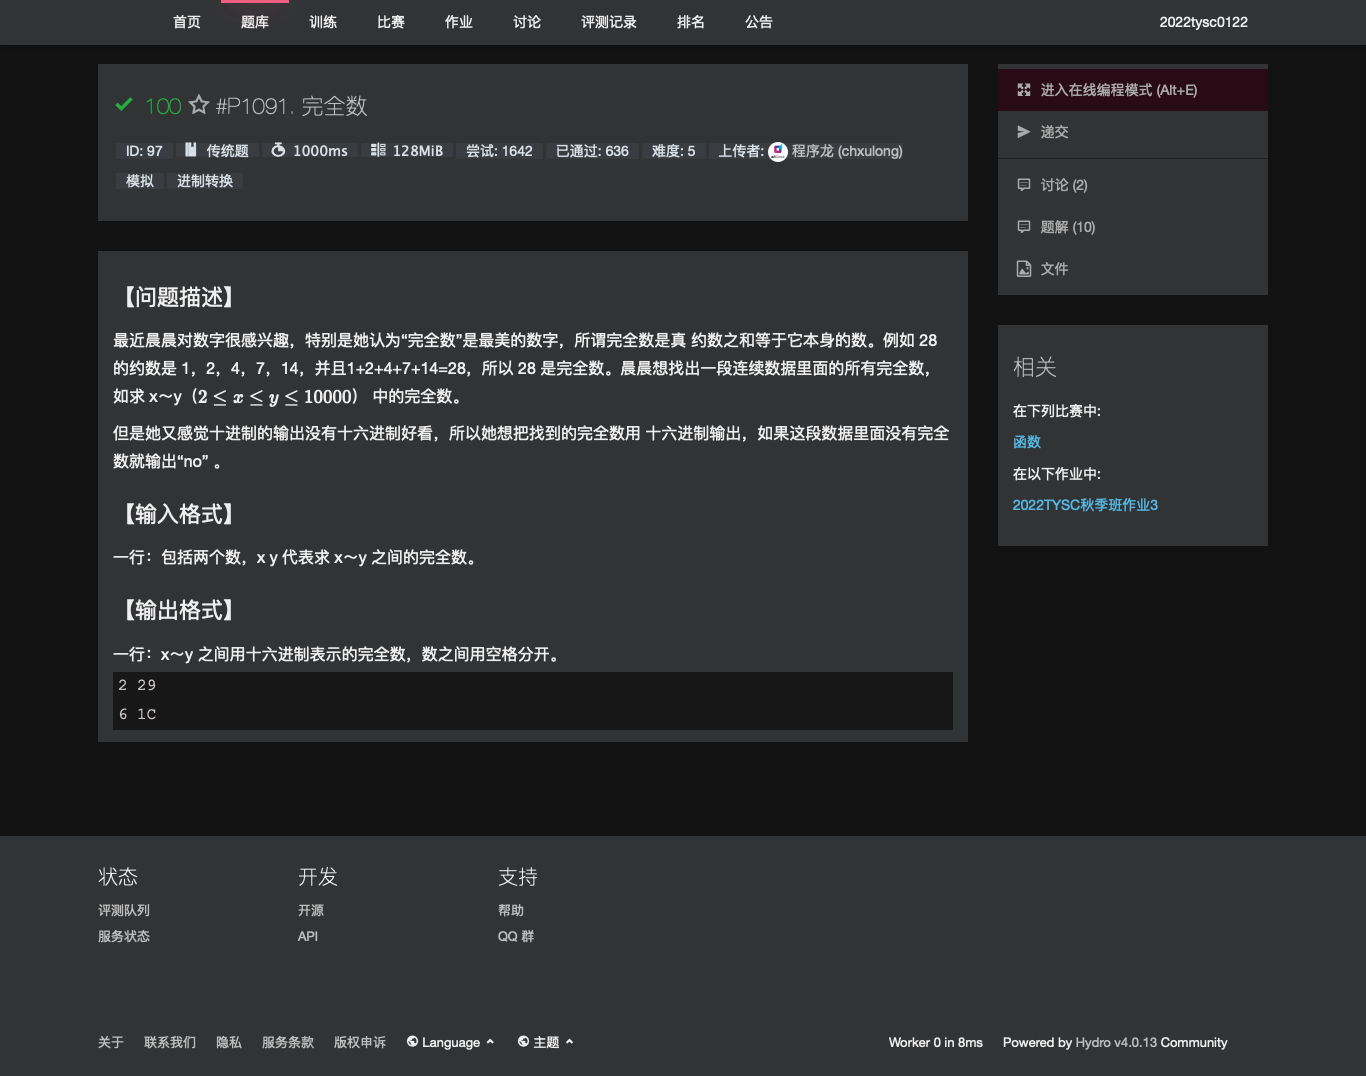 首页 题库 训练 比赛 作业 讨论 评测记录 排名 公告 2022tysc0122
100 #P1091. 完全数
ID: 97 传统题 1000ms 128MiB 尝试: 1642 已通过: 636 难度: 5 上传者: 程序龙 (chxulong)
模拟 进制转换
【问题描述】
最近晨晨对数字很感兴趣，特别是她认为“完全数”是最美的数字，所谓完全数是真 约数之和等于它本身的数。例如 28
的约数是 1，2，4，7，14，并且1+2+4+7+14=28，所以 28 是完全数。晨晨想找出一段连续数据里面的所有完全数，
如求 x～y（2 ≤ x ≤ y ≤ 10000） 中的完全数。
但是她又感觉十进制的输出没有十六进制好看，所以她想把找到的完全数用 十六进制输出，如果这段数据里面没有完全
数就输出“no” 。
【输入格式】
一行：包括两个数，x y 代表求 x～y 之间的完全数。
【输出格式】
一行：x～y 之间用十六进制表示的完全数，数之间用空格分开。
2 29
6 1C
进入在线编程模式 (Alt+E)
递交
讨论 (2)
题解 (10)
文件
相关
在下列比赛中:
函数
在以下作业中:
2022TYSC秋季班作业3
状态 开发 支持
评测队列 开源 帮助
服务状态 API QQ 群
关于 联系我们 隐私 服务条款 版权申诉 Language 主题 Worker 0 in 8ms Powered by Hydro v4.0.13 Community